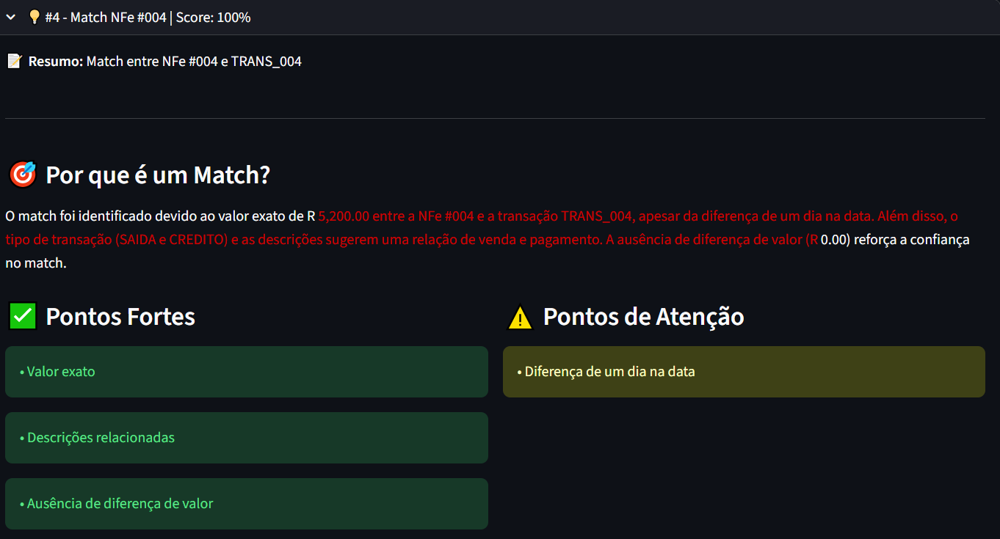 #4 - Match NFe #004 | Score: 100%
Resumo: Match entre NFe #004 e TRANS_004
Por que é um Match?
O match foi identificado devido ao valor exato de R 5,200.00 entre a NFe #004 e a transação TRANS_004, apesar da diferença de um dia na data. Além disso, o
tipo de transação (SAIDA e CREDITO) e as descrições sugerem uma relação de venda e pagamento. A ausência de diferença de valor (R 0.00) reforça a confiança
no match.
Pontos Fortes
• Valor exato
• Descrições relacionadas
• Ausência de diferença de valor
Pontos de Atenção
• Diferença de um dia na data